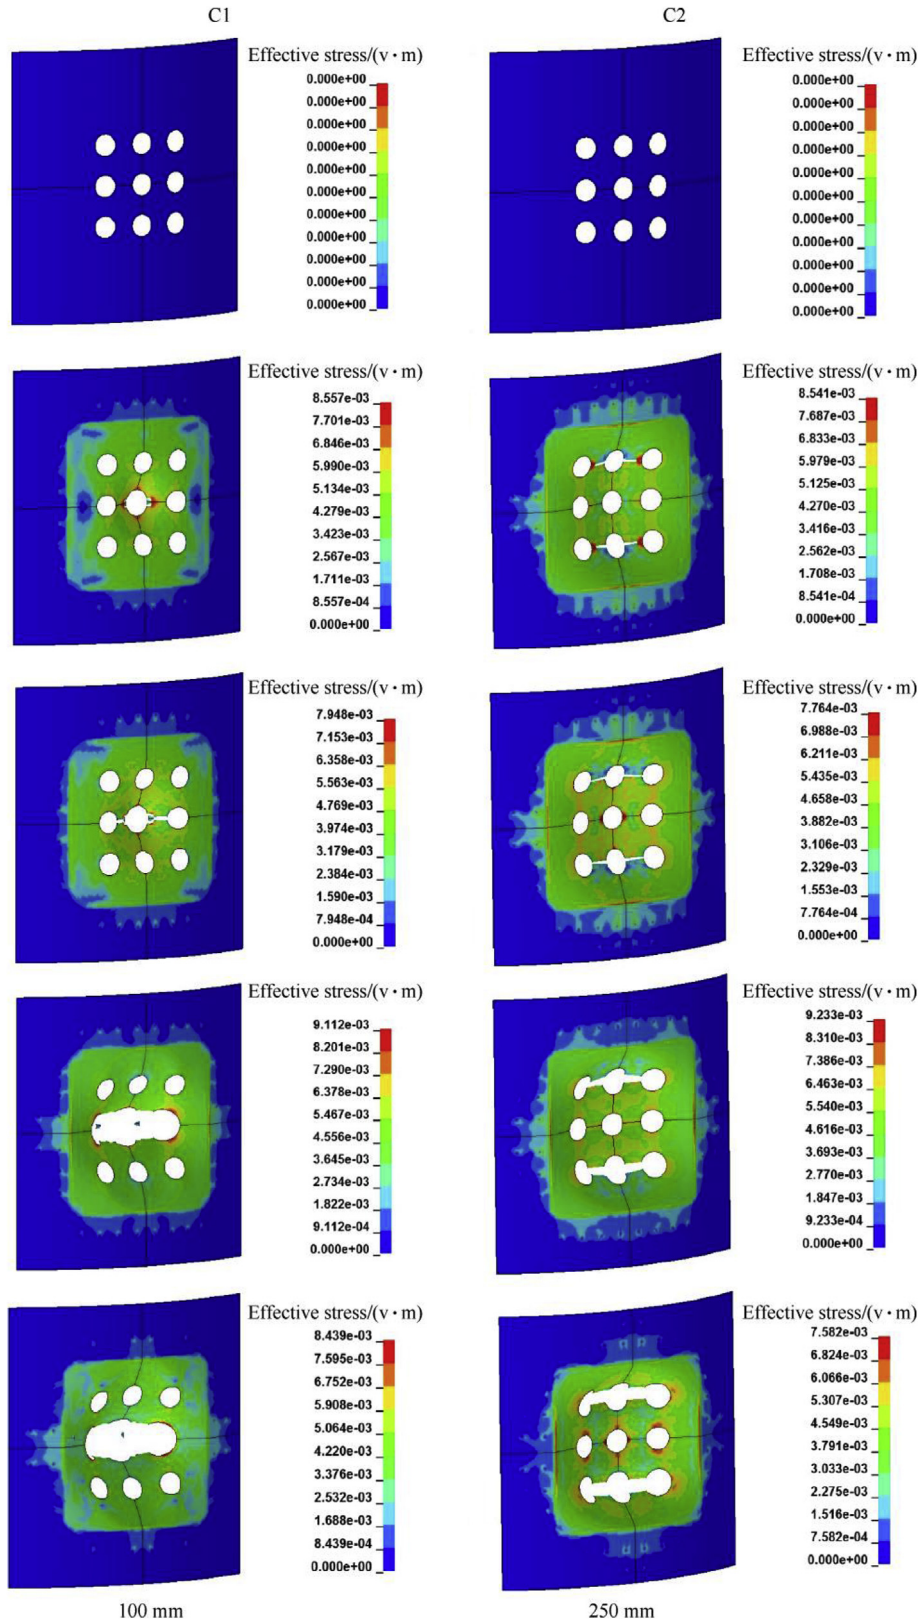 C1
C2
Effective stress/(v·m)
0.000e+00
0.000e+00
0.000e+00
0.000e+00
0.000e+00
0.000e+00
0.000e+00
0.000e+00
0.000e+00
0.000e+00
0.000e+00
Effective stress/(v·m)
0.000e+00
0.000e+00
0.000e+00
0.000e+00
0.000e+00
0.000e+00
0.000e+00
0.000e+00
0.000e+00
0.000e+00
0.000e+00
Effective stress/(v·m)
8.557e-03
7.701e-03
6.846e-03
5.990e-03
5.134e-03
4.279e-03
3.423e-03
2.567e-03
1.711e-03
8.557e-04
0.000e+00
Effective stress/(v·m)
8.541e-03
7.687e-03
6.833e-03
5.979e-03
5.125e-03
4.270e-03
3.416e-03
2.562e-03
1.708e-03
8.541e-04
0.000e+00
Effective stress/(v·m)
7.948e-03
7.153e-03
6.358e-03
5.563e-03
4.769e-03
3.974e-03
3.179e-03
2.384e-03
1.590e-03
7.948e-04
0.000e+00
Effective stress/(v·m)
7.764e-03
6.988e-03
6.211e-03
5.435e-03
4.658e-03
3.882e-03
3.106e-03
2.329e-03
1.553e-03
7.764e-04
0.000e+00
Effective stress/(v·m)
9.112e-03
8.201e-03
7.290e-03
6.378e-03
5.467e-03
4.556e-03
3.645e-03
2.734e-03
1.822e-03
9.112e-04
0.000e+00
Effective stress/(v·m)
9.233e-03
8.310e-03
7.386e-03
6.463e-03
5.540e-03
4.616e-03
3.693e-03
2.770e-03
1.847e-03
9.233e-04
0.000e+00
Effective stress/(v·m)
8.439e-03
7.595e-03
6.752e-03
5.908e-03
5.064e-03
4.220e-03
3.376e-03
2.532e-03
1.688e-03
8.439e-04
0.000e+00
Effective stress/(v·m)
7.582e-03
6.824e-03
6.066e-03
5.307e-03
4.549e-03
3.791e-03
3.033e-03
2.275e-03
1.516e-03
7.582e-04
0.000e+00
100 mm
250 mm